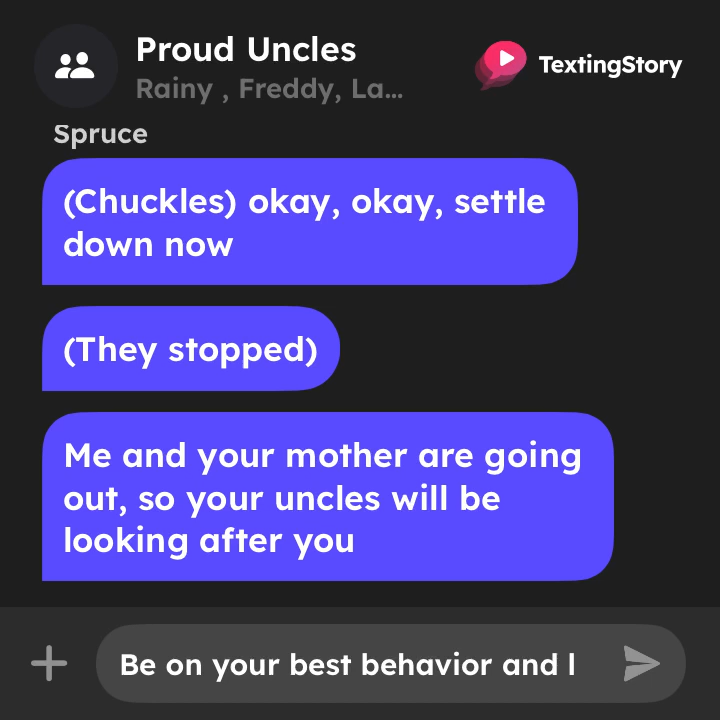 Proud Uncles
Rainy , Freddy, La...
TextingStory
Spruce
(Chuckles) okay, okay, settle
down now
(They stopped)
Me and your mother are going
out, so your uncles will be
looking after you
Be on your best behavior and l